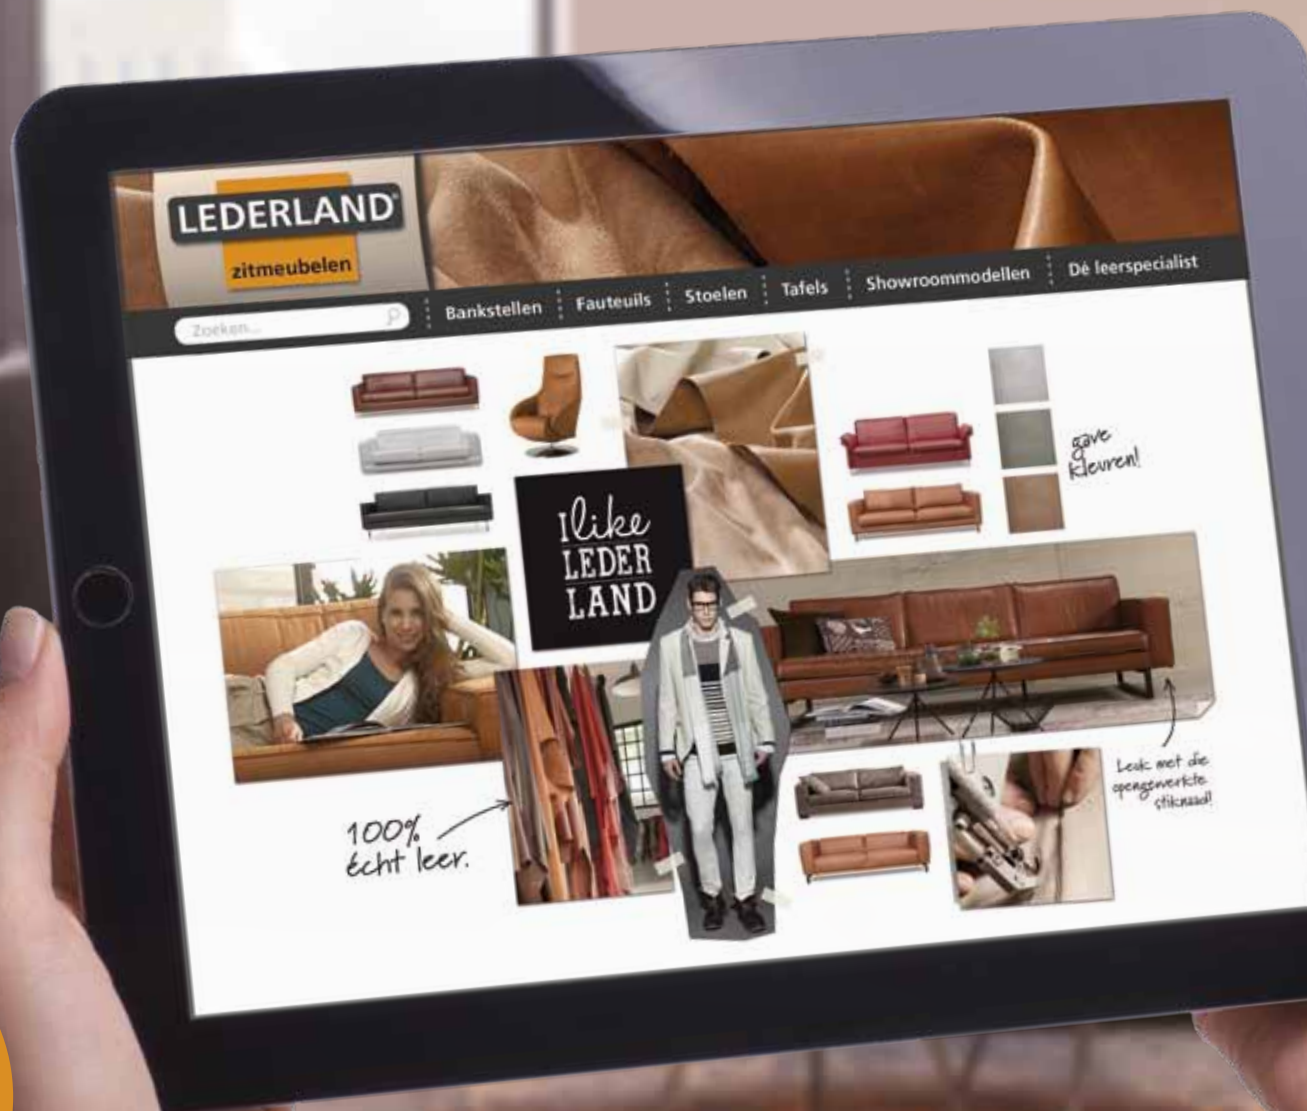 LEDERLAND®
zitmeubelen
Zoeken...
Bankstellen Fauteuils Stoelen Tafels Showroommodellen Dé leerspecialist
gave
kleuren!
I like
LEDER
LAND
100%
écht leer.
Leuk met die
opengewerkte
stiknaad!